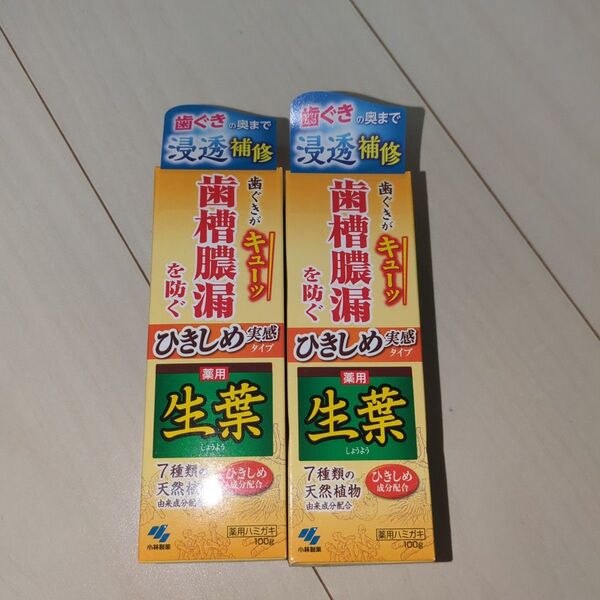 歯ぐきの奥まで
浸透補修
歯ぐきが
キューッ
歯槽膿漏
を防ぐ
ひきしめ実感
タイプ
薬用
生葉
しょうよう
7種類の
天然植
由来成分配合
ひきしめ
成分配合
小林製薬
薬用ハミガキ
100g
歯ぐきの奥まで
浸透補修
歯ぐきが
キューッ
歯槽膿漏
を防ぐ
ひきしめ実感
タイプ
薬用
生葉
しょうよう
7種類の
天然植物
由来成分配合
ひきしめ
成分配合
小林製薬
薬用ハミガキ
100g